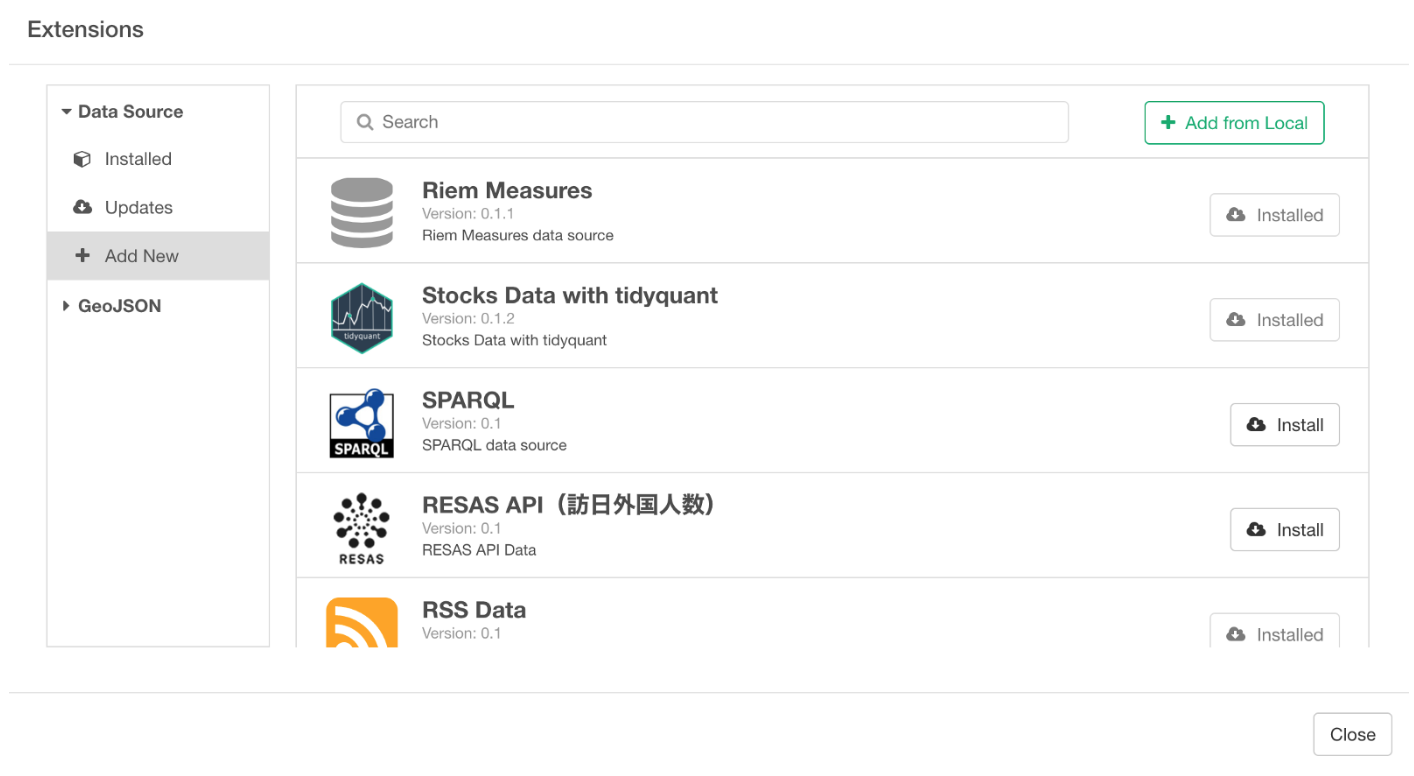 Extensions
Data Source
Installed
Updates
Add New
GeoJSON
Search
Add from Local
Riem Measures
Version: 0.1.1
Riem Measures data source
Installed
Stocks Data with tidyquant
Version: 0.1.2
Stocks Data with tidyquant
tidyquant
Installed
SPARQL
Version: 0.1
SPARQL data source
SPARQL
Install
RESAS API（訪日外国人数）
Version: 0.1
RESAS API Data
RESAS
Install
RSS Data
Version: 0.1
Installed
Close